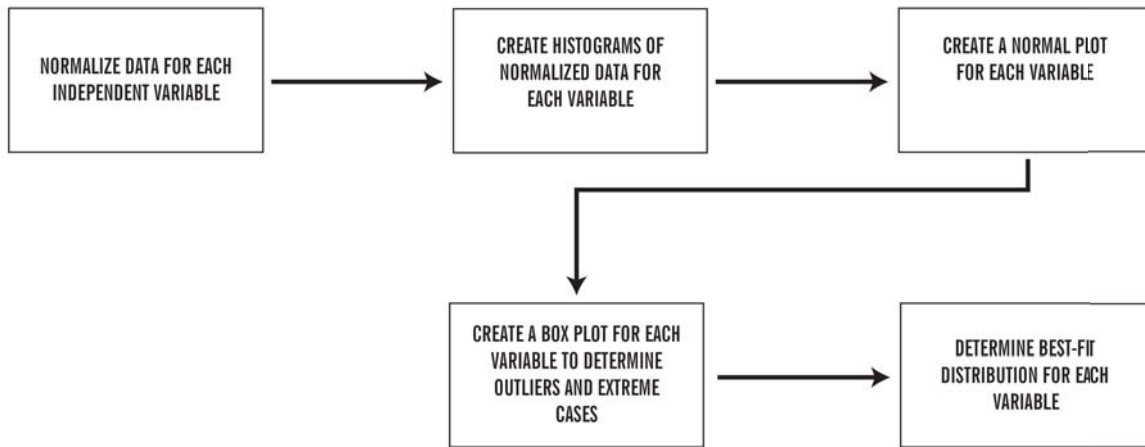 NORMALIZE DATA FOR EACH
INDEPENDENT VARIABLE
CREATE HISTOGRAMS OF
NORMALIZED DATA FOR
EACH VARIABLE
CREATE A NORMAL PLOT
FOR EACH VARIABLE
CREATE A BOX PLOT FOR EACH
VARIABLE TO DETERMINE
OUTLIERS AND EXTREME
CASES
DETERMINE BEST-FIT
DISTRIBUTION FOR EACH
VARIABLE